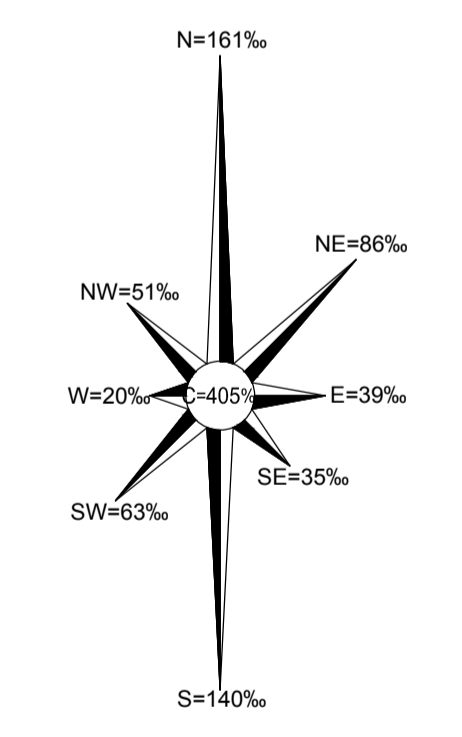 N=161‰
NE=86‰
NW=51‰
W=20‰
C=405%
E=39‰
SE=35‰
SW=63‰
S=140‰